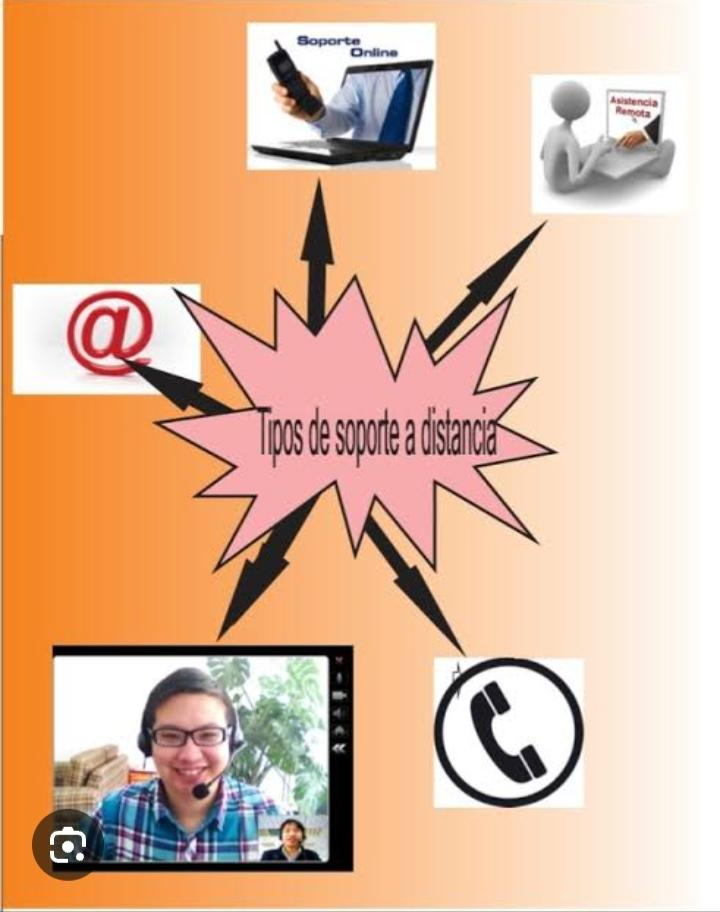 Soporte
Online
Asistencia
Remota
@
Tipos de soporte a distancia